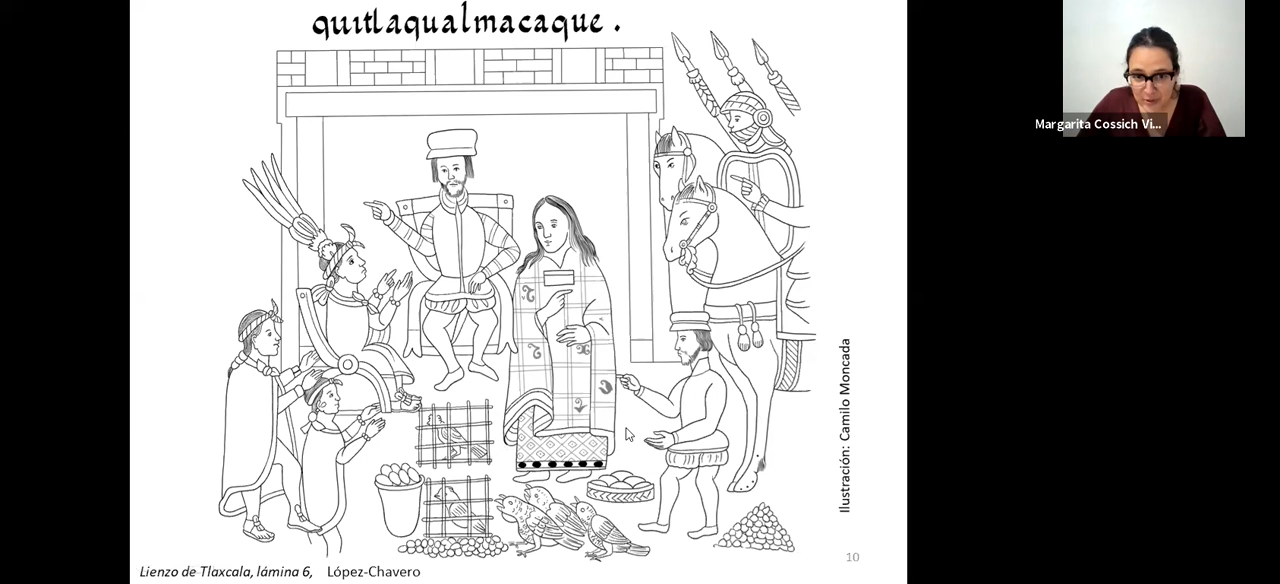 quitlaqualmacaque.
Margarita Cossich Vi...
Ilustración: Camilo Moncada
10
Lienzo de Tlaxcala, lámina 6, López-Chavero